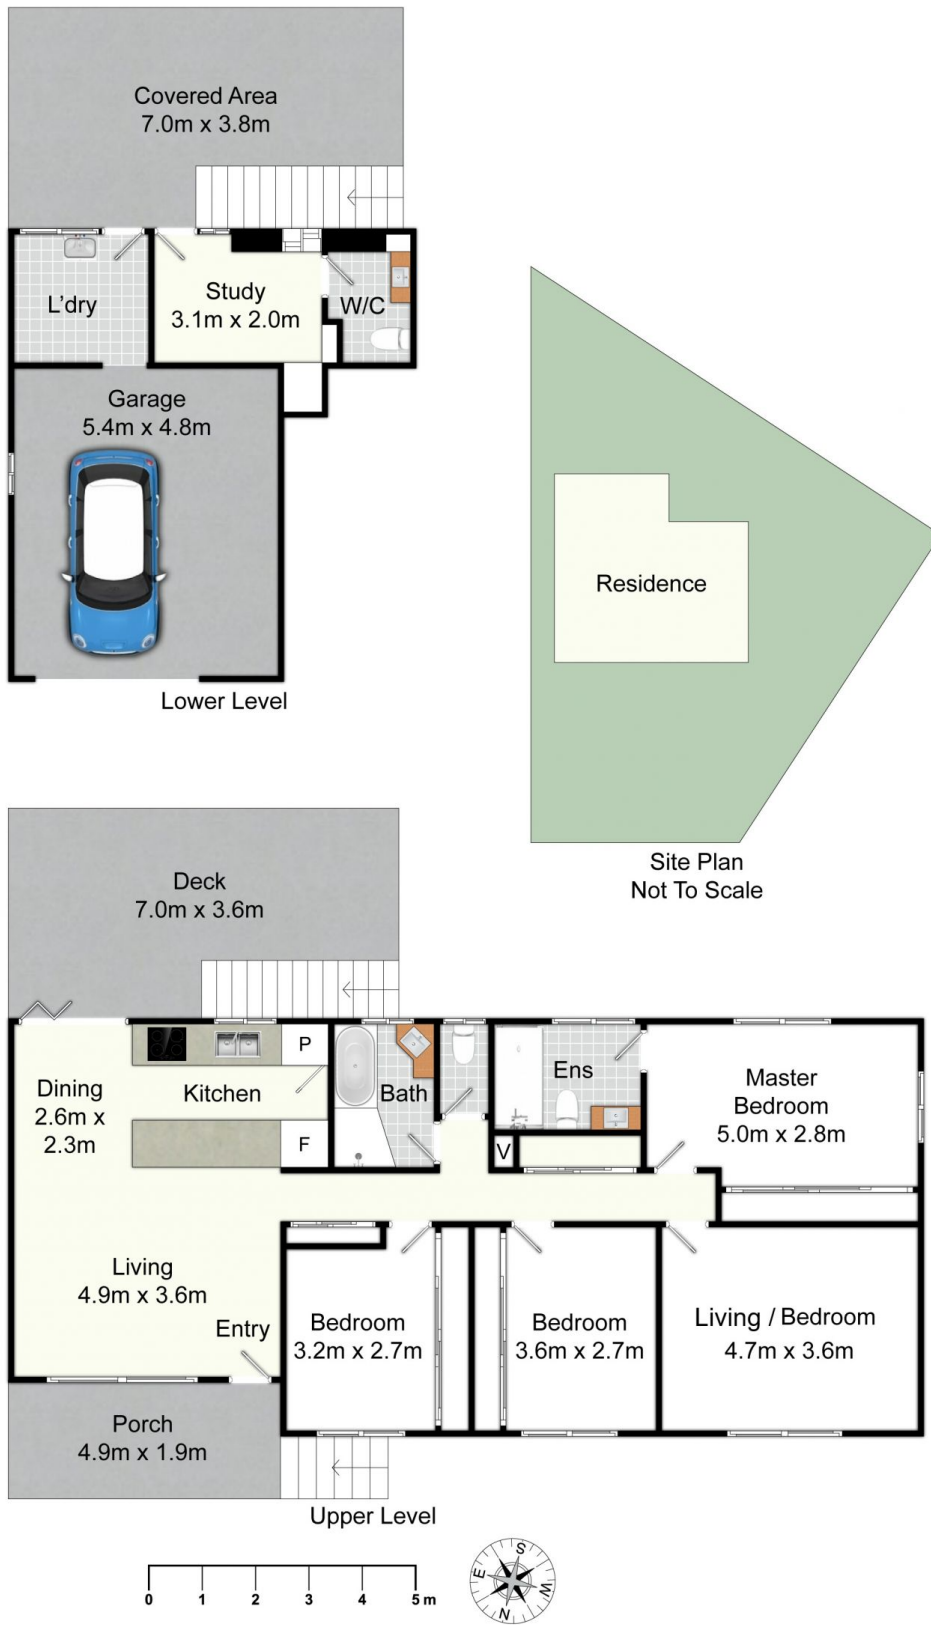 Covered Area
7.0m x 3.8m
L'dry
Study
3.1m x 2.0m
W/C
Garage
5.4m x 4.8m
Lower Level
Residence
Site Plan
Not To Scale
Deck
7.0m x 3.6m
Dining
2.6m x
2.3m
Kitchen
P
F
Bath
Ens
V
Master
Bedroom
5.0m x 2.8m
Living
4.9m x 3.6m
Entry
Bedroom
3.2m x 2.7m
Bedroom
3.6m x 2.7m
Living / Bedroom
4.7m x 3.6m
Porch
4.9m x 1.9m
Upper Level
0 1 2 3 4 5 m
S
E
W
N